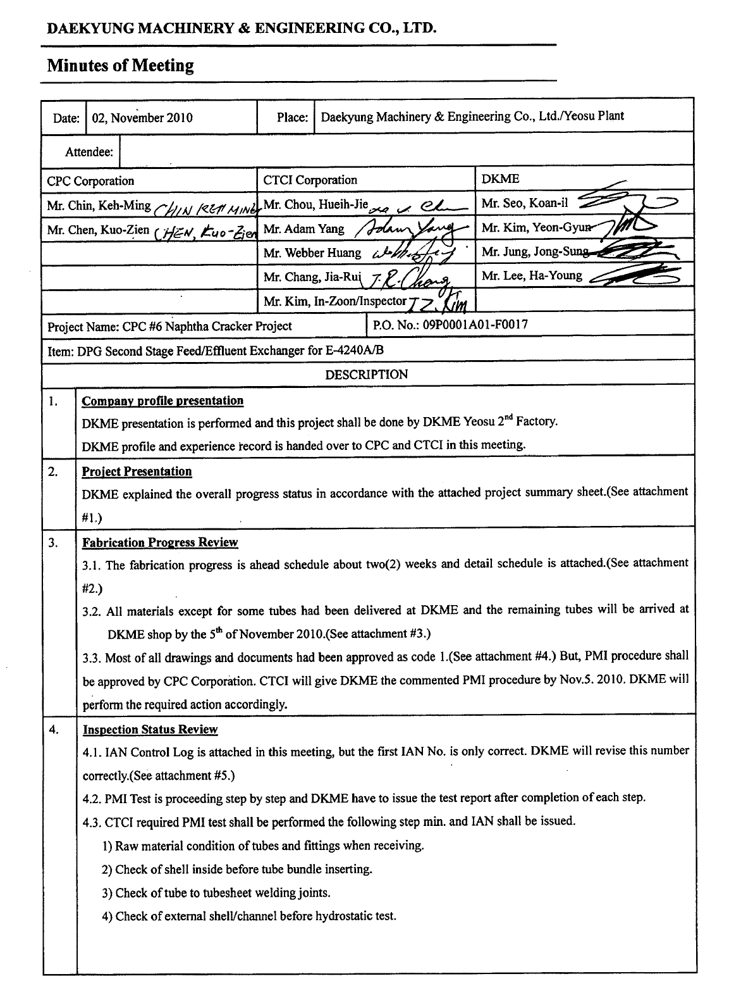 DAEKYUNG MACHINERY & ENGINEERING CO., LTD.
Minutes of Meeting
Date: 02, November 2010 Place: Daekyung Machinery & Engineering Co., Ltd./Yeosu Plant
Attendee:
CPC Corporation CTCI Corporation DKME
Mr. Chin, Keh-Ming CHIN KEH MING Mr. Chou, Hueih-Jie Mr. Seo, Koan-il
Mr. Chen, Kuo-Zien CHEN, Kuo-Zien Mr. Adam Yang Adam Yang Mr. Kim, Yeon-Gyun
Mr. Webber Huang Mr. Jung, Jong-Sung
Mr. Chang, Jia-Rui J.R. Chang Mr. Lee, Ha-Young
Mr. Kim, In-Zoon/Inspector I Z. Kim
Project Name: CPC #6 Naphtha Cracker Project P.O. No.: 09P0001A01-F0017
Item: DPG Second Stage Feed/Effluent Exchanger for E-4240A/B
DESCRIPTION
1. Company profile presentation
DKME presentation is performed and this project shall be done by DKME Yeosu 2nd Factory.
DKME profile and experience record is handed over to CPC and CTCI in this meeting.
2. Project Presentation
DKME explained the overall progress status in accordance with the attached project summary sheet.(See attachment
#1.)
3. Fabrication Progress Review
3.1. The fabrication progress is ahead schedule about two(2) weeks and detail schedule is attached.(See attachment
#2.)
3.2. All materials except for some tubes had been delivered at DKME and the remaining tubes will be arrived at
DKME shop by the 5th of November 2010.(See attachment #3.)
3.3. Most of all drawings and documents had been approved as code 1.(See attachment #4.) But, PMI procedure shall
be approved by CPC Corporation. CTCI will give DKME the commented PMI procedure by Nov.5. 2010. DKME will
perform the required action accordingly.
4. Inspection Status Review
4.1. IAN Control Log is attached in this meeting, but the first IAN No. is only correct. DKME will revise this number
correctly.(See attachment #5.)
4.2. PMI Test is proceeding step by step and DKME have to issue the test report after completion of each step.
4.3. CTCI required PMI test shall be performed the following step min. and IAN shall be issued.
1) Raw material condition of tubes and fittings when receiving.
2) Check of shell inside before tube bundle inserting.
3) Check of tube to tubesheet welding joints.
4) Check of external shell/channel before hydrostatic test.